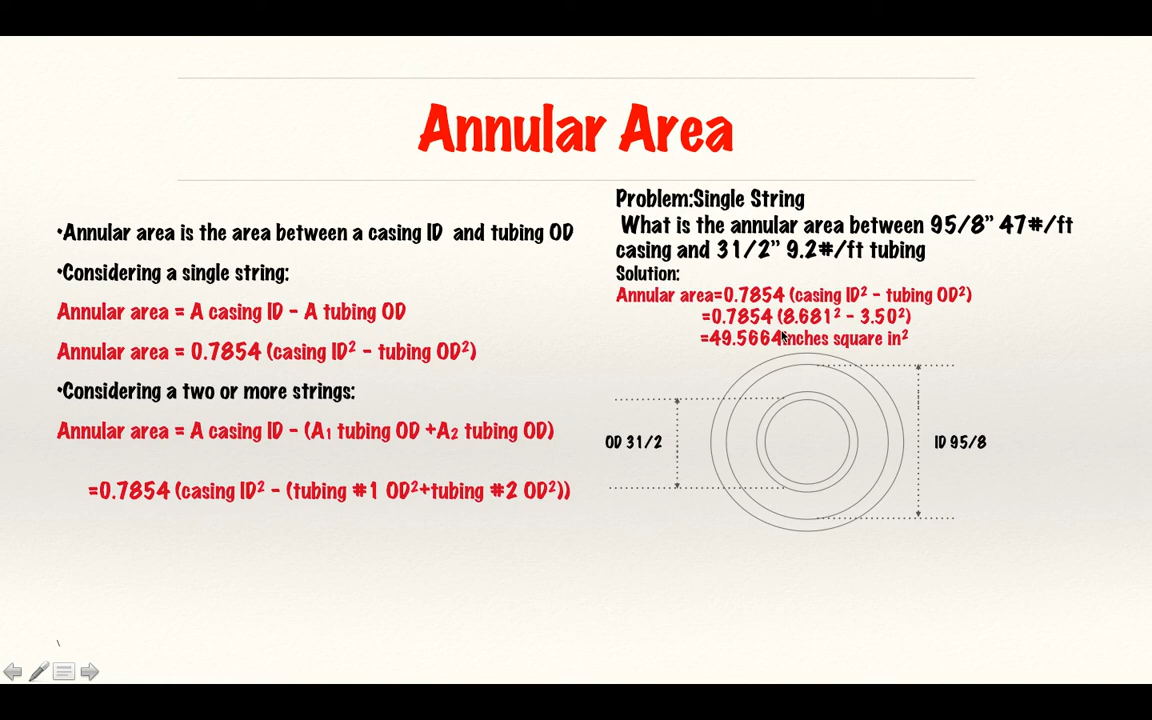 Annular Area
•Annular area is the area between a casing ID and tubing OD
•Considering a single string:
Annular area = A casing ID - A tubing OD
Annular area = 0.7854 (casing ID² - tubing OD²)
•Considering a two or more strings:
Annular area = A casing ID - (A₁ tubing OD +A₂ tubing OD)
=0.7854 (casing ID² - (tubing #1 OD²+tubing #2 OD²))
Problem:Single String
What is the annular area between 95/8" 47#/ft
casing and 31/2" 9.2#/ft tubing
Solution:
Annular area=0.7854 (casing ID² - tubing OD²)
=0.7854 (8.681² - 3.50²)
=49.5664inches square in²
OD 31/2
ID 95/8
\